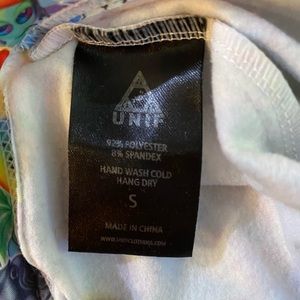 UNIF
92% POLYESTER
8% SPANDEX
HAND WASH COLD
HANG DRY
S
MADE IN CHINA
WWW.UNIFCLOTHING.COM